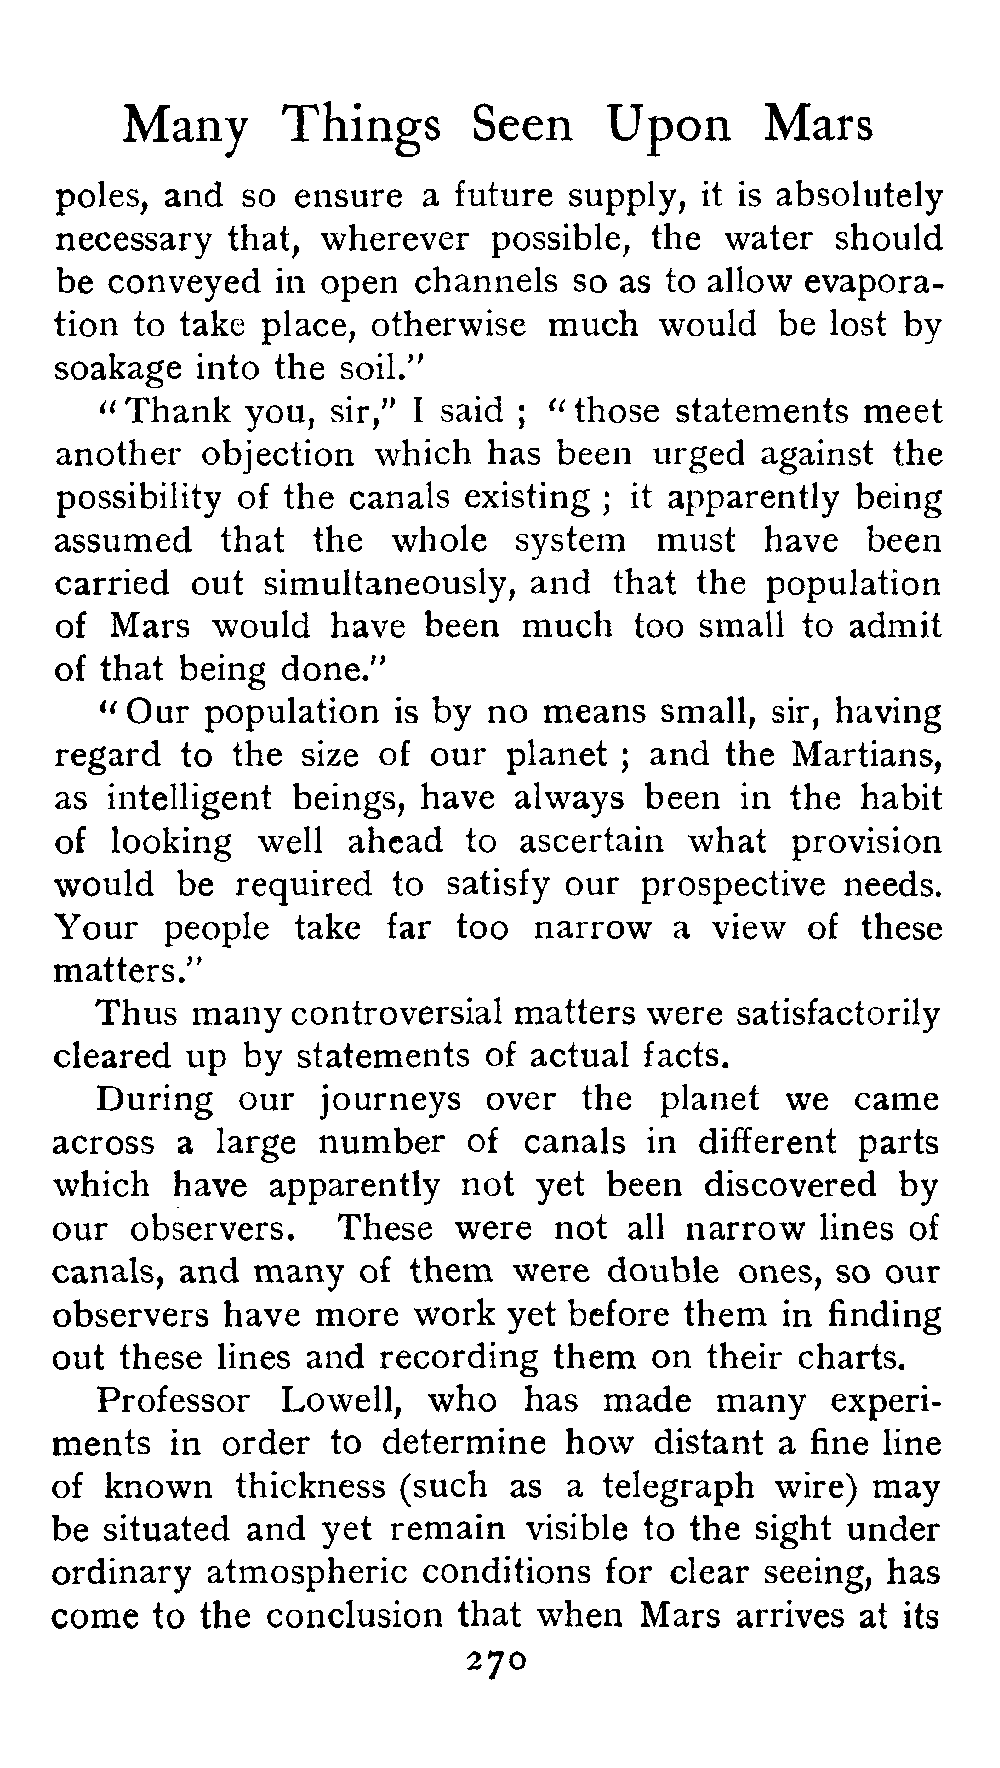 Many Things Seen Upon Mars
poles, and so ensure a future supply, it is absolutely
necessary that, wherever possible, the water should
be conveyed in open channels so as to allow evapora-
tion to take place, otherwise much would be lost by
soakage into the soil."
"Thank you, sir," I said ; "those statements meet
another objection which has been urged against the
possibility of the canals existing ; it apparently being
assumed that the whole system must have been
carried out simultaneously, and that the population
of Mars would have been much too small to admit
of that being done."
"Our population is by no means small, sir, having
regard to the size of our planet ; and the Martians,
as intelligent beings, have always been in the habit
of looking well ahead to ascertain what provision
would be required to satisfy our prospective needs.
Your people take far too narrow a view of these
matters."
Thus many controversial matters were satisfactorily
cleared up by statements of actual facts.
During our journeys over the planet we came
across a large number of canals in different parts
which have apparently not yet been discovered by
our observers. These were not all narrow lines of
canals, and many of them were double ones, so our
observers have more work yet before them in finding
out these lines and recording them on their charts.
Professor Lowell, who has made many experi-
ments in order to determine how distant a fine line
of known thickness (such as a telegraph wire) may
be situated and yet remain visible to the sight under
ordinary atmospheric conditions for clear seeing, has
come to the conclusion that when Mars arrives at its
270